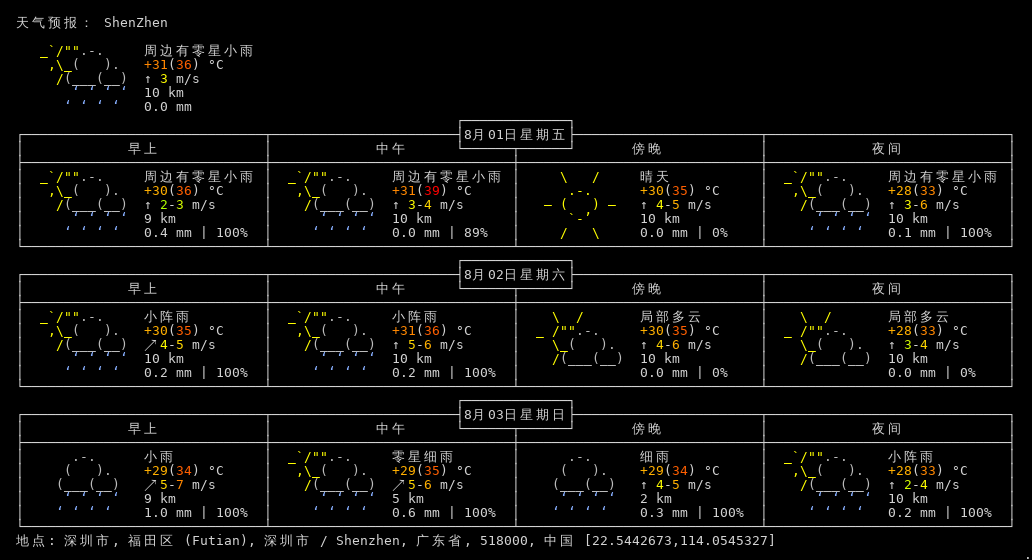 天气预报： ShenZhen
周边有零星小雨
+31(36) °C
↑ 3 m/s
10 km
0.0 mm
8月01日星期五
早上 中午 傍晚 夜间
周边有零星小雨 周边有零星小雨 晴天 周边有零星小雨
+30(36) °C +31(39) °C +30(35) °C +28(33) °C
↑ 2-3 m/s ↑ 3-4 m/s ↑ 4-5 m/s ↑ 3-6 m/s
9 km 10 km 10 km 10 km
0.4 mm | 100% 0.0 mm | 89% 0.0 mm | 0% 0.1 mm | 100%
8月02日星期六
早上 中午 傍晚 夜间
小阵雨 小阵雨 局部多云 局部多云
+30(35) °C +31(36) °C +30(35) °C +28(33) °C
↗ 4-5 m/s ↑ 5-6 m/s ↑ 4-6 m/s ↑ 3-4 m/s
10 km 10 km 10 km 10 km
0.2 mm | 100% 0.2 mm | 100% 0.0 mm | 0% 0.0 mm | 0%
8月03日星期日
早上 中午 傍晚 夜间
小雨 零星细雨 细雨 小阵雨
+29(34) °C +29(35) °C +29(34) °C +28(33) °C
↗ 5-7 m/s ↗ 5-6 m/s ↑ 4-5 m/s ↑ 2-4 m/s
9 km 5 km 2 km 10 km
1.0 mm | 100% 0.6 mm | 100% 0.3 mm | 100% 0.2 mm | 100%
地点: 深圳市, 福田区 (Futian), 深圳市 / Shenzhen, 广东省, 518000, 中国 [22.5442673,114.0545327]